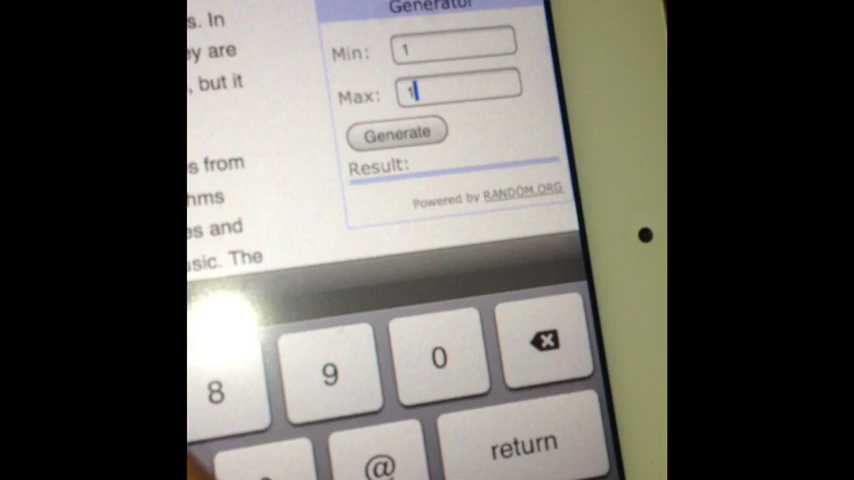 s. In
Generator
y are
Min: 1
, but it
Max: 1
Generate
s from
Result:
hms
Powered by RANDOM.ORG
es and
sic. The
8 9 0
@ return